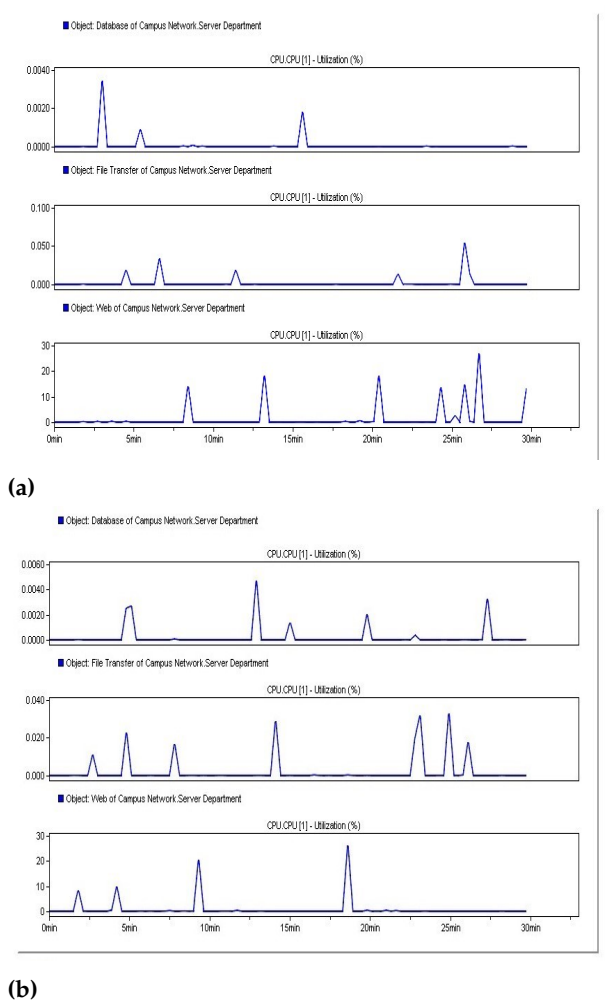 Object: Database of Campus Network.Server Department
CPU.CPU [1] - Utilization (%)
0.0040
0.0020
0.0000
Object: File Transfer of Campus Network.Server Department
CPU.CPU [1] - Utilization (%)
0.100
0.050
0.000
Object: Web of Campus Network.Server Department
CPU.CPU [1] - Utilization (%)
30
20
10
0
0min 5min 10min 15min 20min 25min 30min
(a)
Object: Database of Campus Network.Server Department
CPU.CPU [1] - Utilization (%)
0.0060
0.0040
0.0020
0.0000
Object: File Transfer of Campus Network.Server Department
CPU.CPU [1] - Utilization (%)
0.040
0.020
0.000
Object: Web of Campus Network.Server Department
CPU.CPU [1] - Utilization (%)
30
20
10
0
0min 5min 10min 15min 20min 25min 30min
(b)